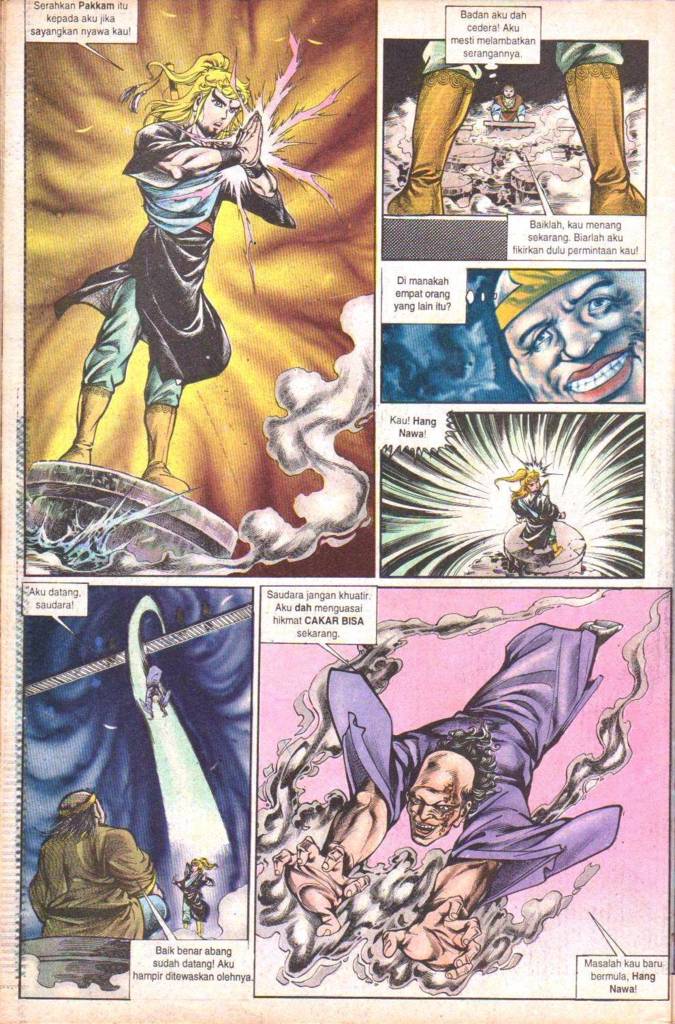 Serahkan Pakkam itu
kepada aku jika
sayangkan nyawa kau!
Badan aku dah
cedera! Aku
mesti melambatkan
serangannya.
Baiklah, kau menang
sekarang. Biarlah aku
fikirkan dulu permintaan kau!
Di manakah
empat orang
yang lain itu?
Kau! Hang
Nawa!
Aku datang,
saudara!
Baik benar abang
sudah datang! Aku
hampir ditewaskan olehnya.
Saudara jangan khuatir.
Aku dah menguasai
hikmat CAKAR BISA
sekarang.
Masalah kau baru
bermula, Hang
Nawa!